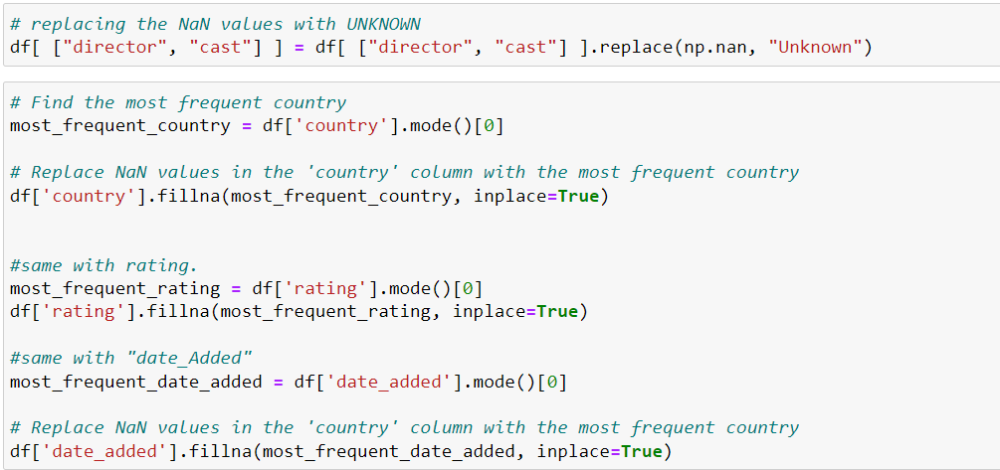 # replacing the NaN values with UNKNOWN
df[ ["director", "cast"] ] = df[ ["director", "cast"] ].replace(np.nan, "Unknown")
# Find the most frequent country
most_frequent_country = df['country'].mode()[0]
# Replace NaN values in the 'country' column with the most frequent country
df['country'].fillna(most_frequent_country, inplace=True)
#same with rating.
most_frequent_rating = df['rating'].mode()[0]
df['rating'].fillna(most_frequent_rating, inplace=True)
#same with "date_Added"
most_frequent_date_added = df['date_added'].mode()[0]
# Replace NaN values in the 'country' column with the most frequent country
df['date_added'].fillna(most_frequent_date_added, inplace=True)